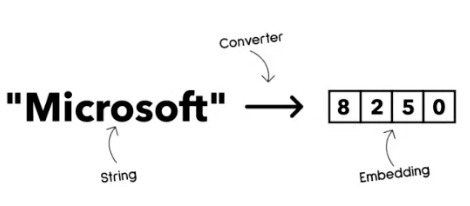 Converter
"Microsoft" → 8 2 5 0
String
Embedding